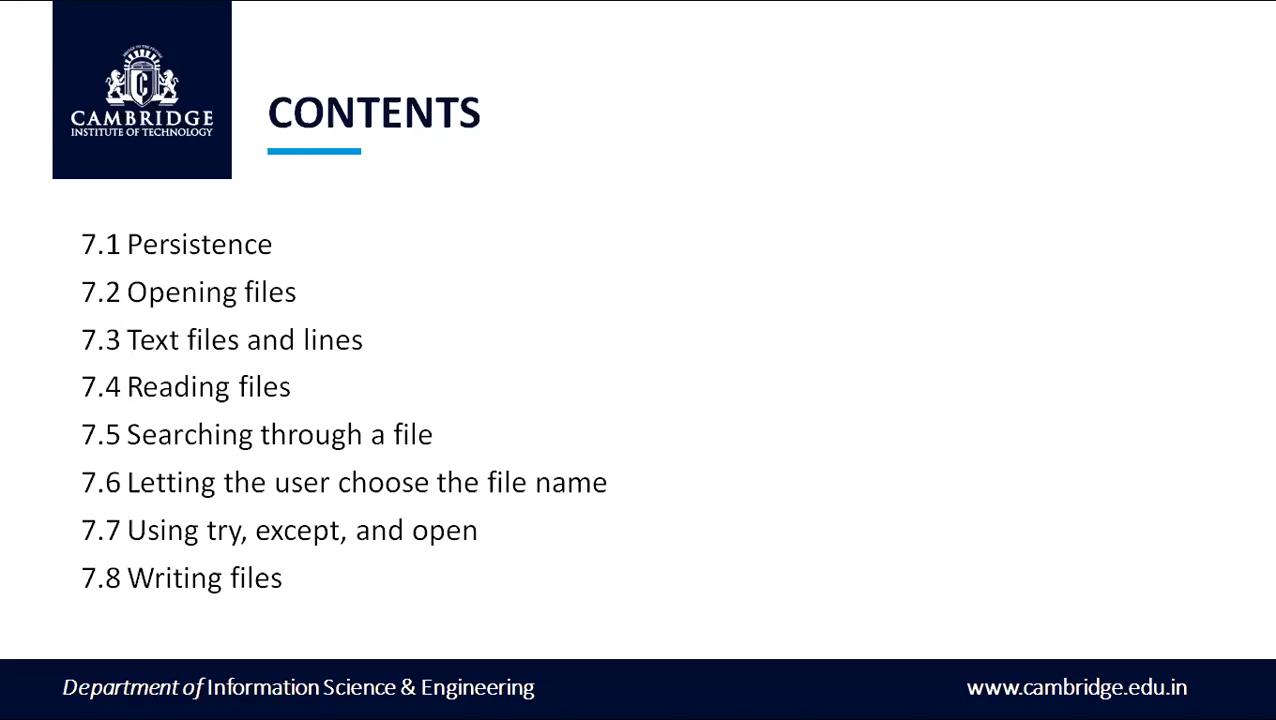 CAMBRIDGE
INSTITUTE OF TECHNOLOGY
CONTENTS
7.1 Persistence
7.2 Opening files
7.3 Text files and lines
7.4 Reading files
7.5 Searching through a file
7.6 Letting the user choose the file name
7.7 Using try, except, and open
7.8 Writing files
Department of Information Science & Engineering
www.cambridge.edu.in